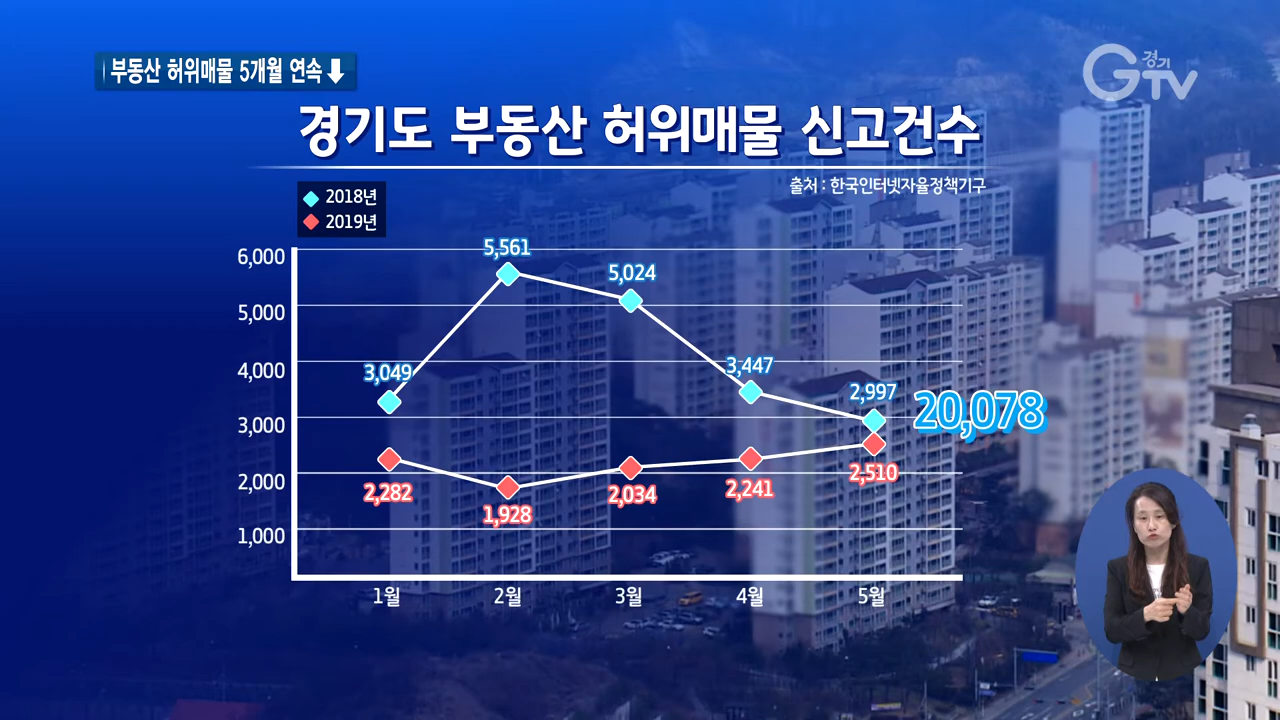 부동산 허위매물 5개월 연속⬇
경기 GTV
경기도 부동산 허위매물 신고건수
출처 : 한국인터넷자율정책기구
2018년
2019년
6,000
5,000
4,000
3,000
2,000
1,000
3,049
5,561
5,024
3,447
2,997
20,078
2,282
1,928
2,034
2,241
2,510
1월 2월 3월 4월 5월